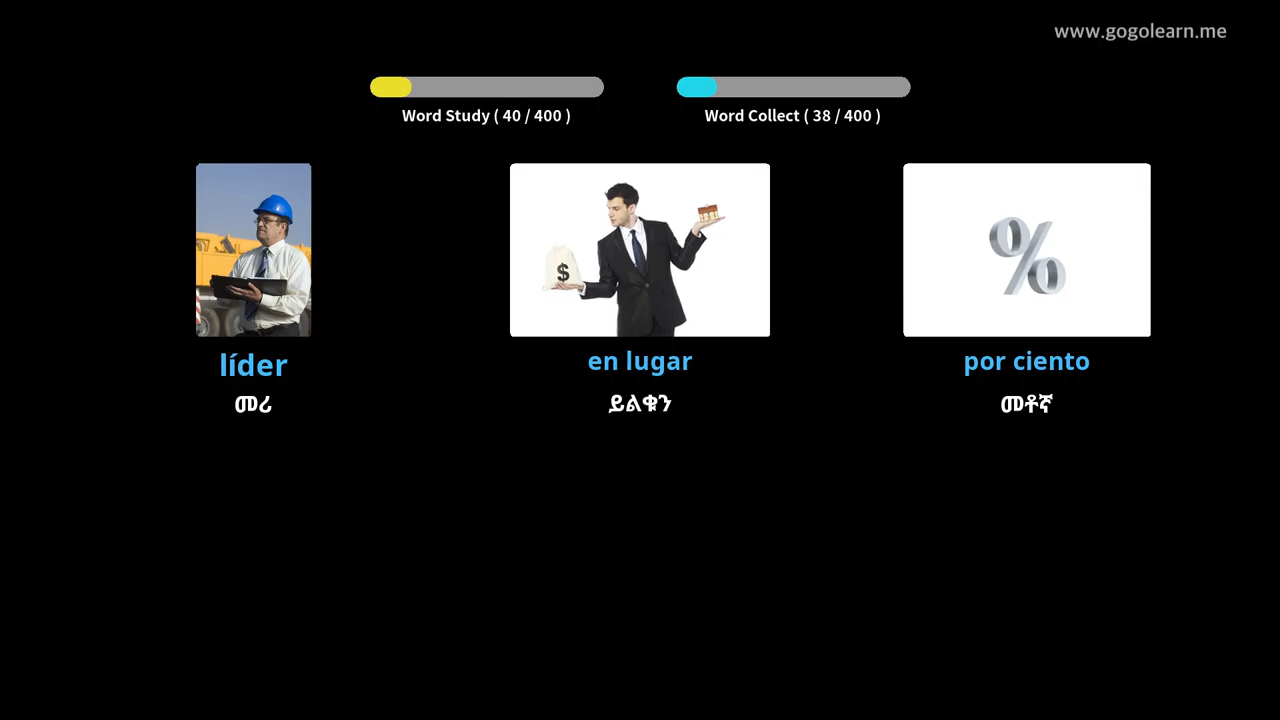 www.gogolearn.me
Word Study ( 40 / 400 )
Word Collect ( 38 / 400 )
$
%
líder
en lugar
por ciento
መሪ
ይልቁን
መቶኛ